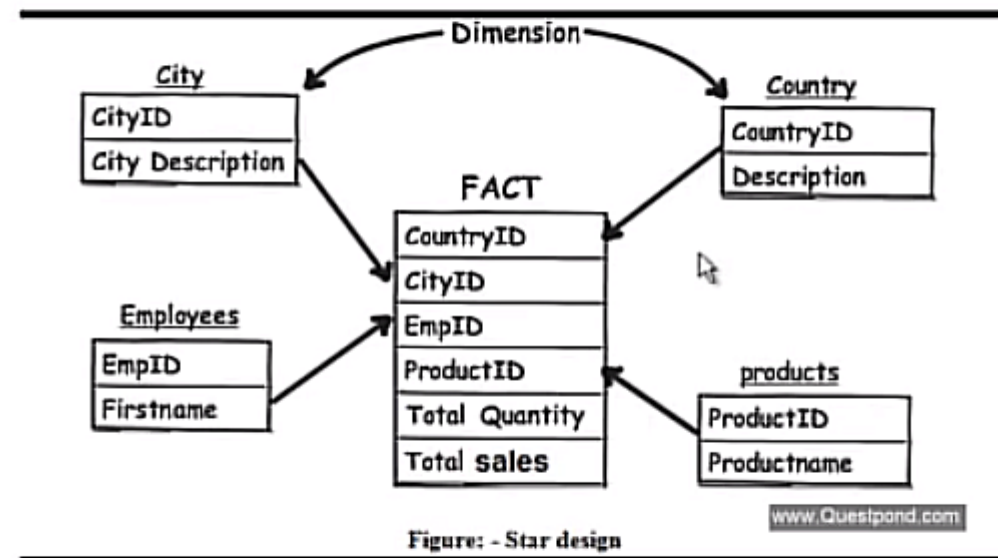 Dimension
City
CityID
City Description
Country
CountryID
Description
FACT
CountryID
CityID
EmpID
ProductID
Total Quantity
Total sales
Employees
EmpID
Firstname
products
ProductID
Productname
www.Questpond.com
Figure: - Star design